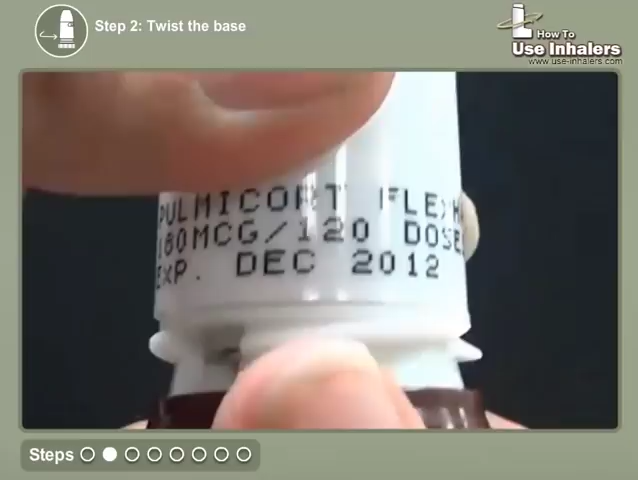 Step 2: Twist the base
How To
Use Inhalers
www.use-inhalers.com
PULMICORT FLEXH
180MCG/120 DOSE
EXP. DEC 2012
Steps